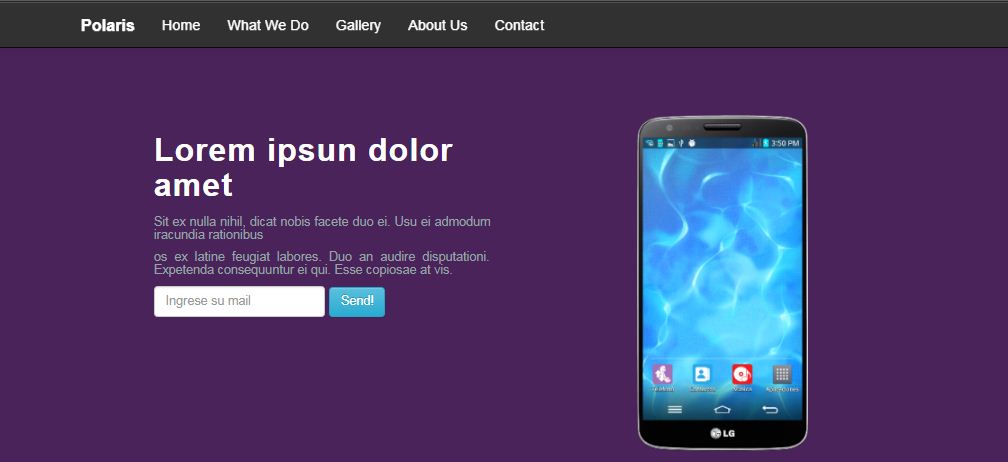 Polaris Home What We Do Gallery About Us Contact
Lorem ipsun dolor
amet
Sit ex nulla nihil, dicat nobis facete duo ei. Usu ei admodum
iracundia rationibus
os ex latine feugiat labores. Duo an audire disputationi.
Expetenda consequuntur ei qui. Esse copiosae at vis.
Ingrese su mail Send!
3:50 PM
LG